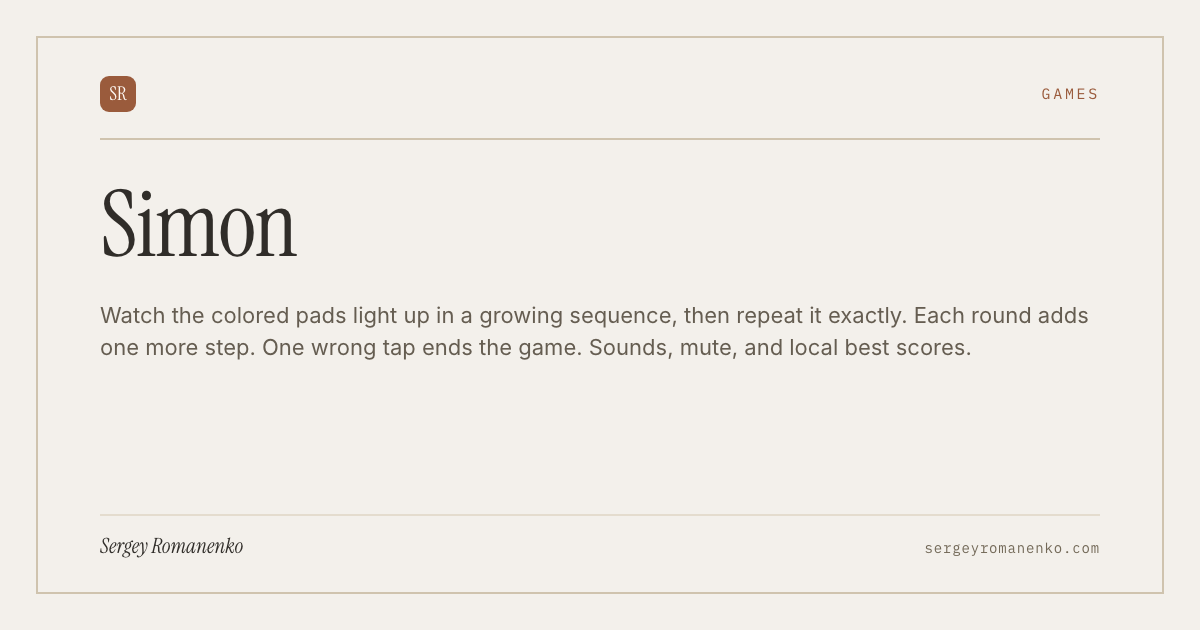 SR
GAMES
Simon
Watch the colored pads light up in a growing sequence, then repeat it exactly. Each round adds
one more step. One wrong tap ends the game. Sounds, mute, and local best scores.
Sergey Romanenko
sergeyromanenko.com